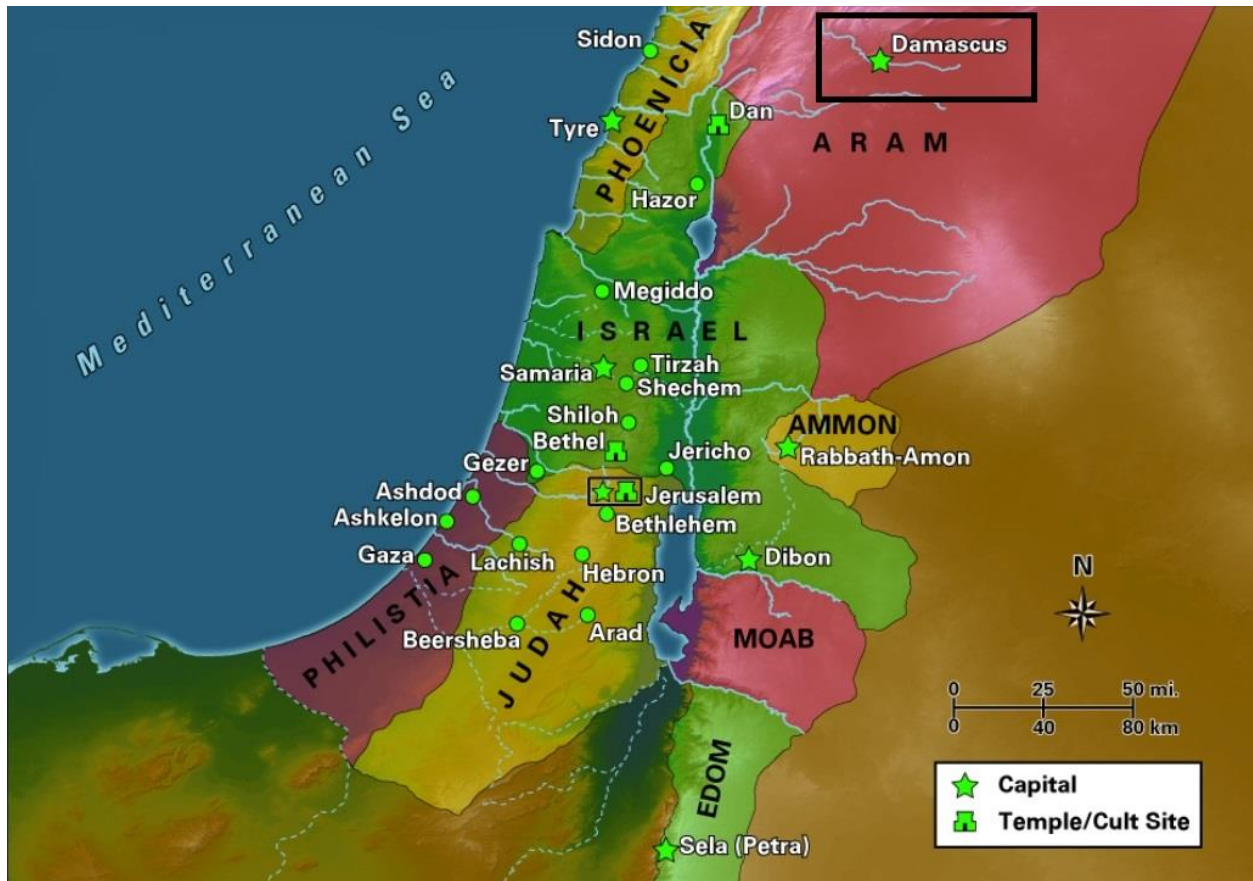 Sidon
Damascus
PHOENICIA
Tyre
Dan
ARAM
Mediterranean Sea
Hazor
Megiddo
ISRAEL
Samaria
Tirzah
Shechem
Shiloh
AMMON
Bethel
Jericho
Rabbath-Amon
Gezer
Ashdod
Jerusalem
Ashkelon
Bethlehem
Gaza
Lachish
Hebron
Dibon
N
PHILISTIA
JUDAH
Beersheba
Arad
MOAB
0 25 50 mi.
0 40 80 km
EDOM
Capital
Temple/Cult Site
Sela (Petra)